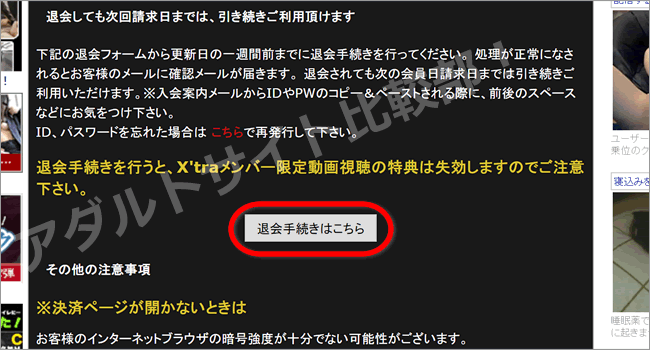 退会しても次回請求日までは、引き続きご利用頂けます
下記の退会フォームから更新日の一週間前までに退会手続きを行ってください。処理が正常になさ
れるとお客様のメールに確認メールが届きます。退会されても次の会員日請求日までは引き続きご
利用いただけます。※入会案内メールからIDやPWのコピー＆ペーストされる際に、前後のスペース
などにお気をつけ下さい。
ID、パスワードを忘れた場合は こちらで再発行して下さい。
退会手続きを行うと、X'traメンバー限定動画視聴の特典は失効しますのでご注意
下さい。
退会手続きはこちら
その他の注意事項
※決済ページが開かないときは
お客様のインターネットブラウザの暗号強度が十分でない可能性がございます。
アダルトサイト比較部！
ユーザー
乗位のク
寝込みを
睡眠薬で
に起きま